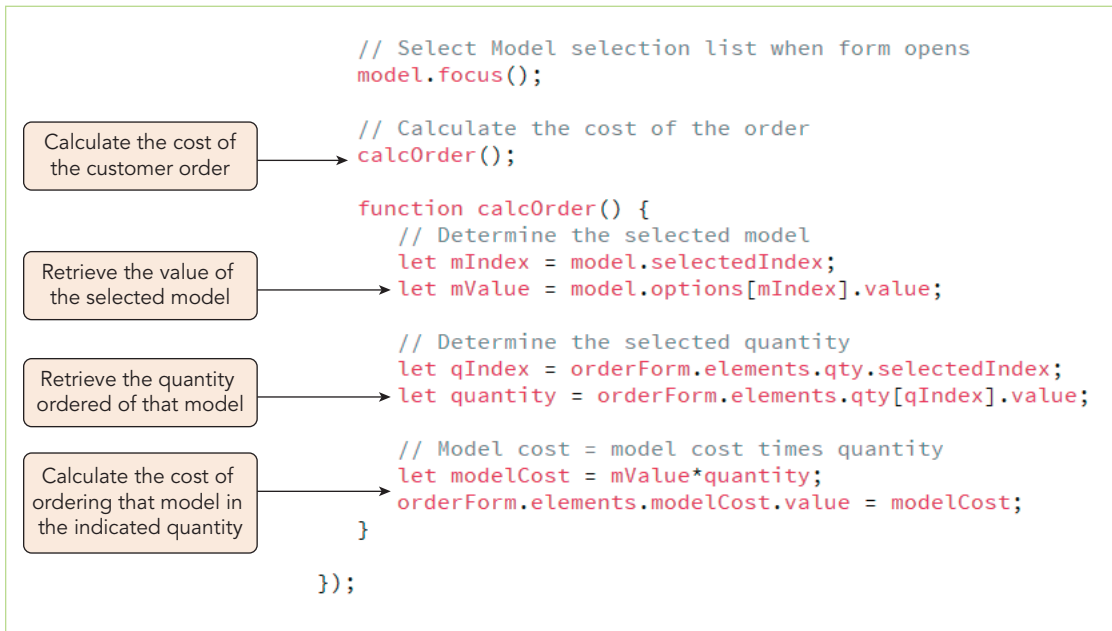 // Select Model selection list when form opens
model.focus();
// Calculate the cost of the order
Calculate the cost of
the customer order
calcOrder();
function calcOrder() {
// Determine the selected model
let mIndex = model.selectedIndex;
Retrieve the value of
the selected model
let mValue = model.options[mIndex].value;
// Determine the selected quantity
let qIndex = orderForm.elements.qty.selectedIndex;
Retrieve the quantity
ordered of that model
let quantity = orderForm.elements.qty[qIndex].value;
// Model cost = model cost times quantity
let modelCost = mValue*quantity;
Calculate the cost of
ordering that model in
the indicated quantity
orderForm.elements.modelCost.value = modelCost;
}
});